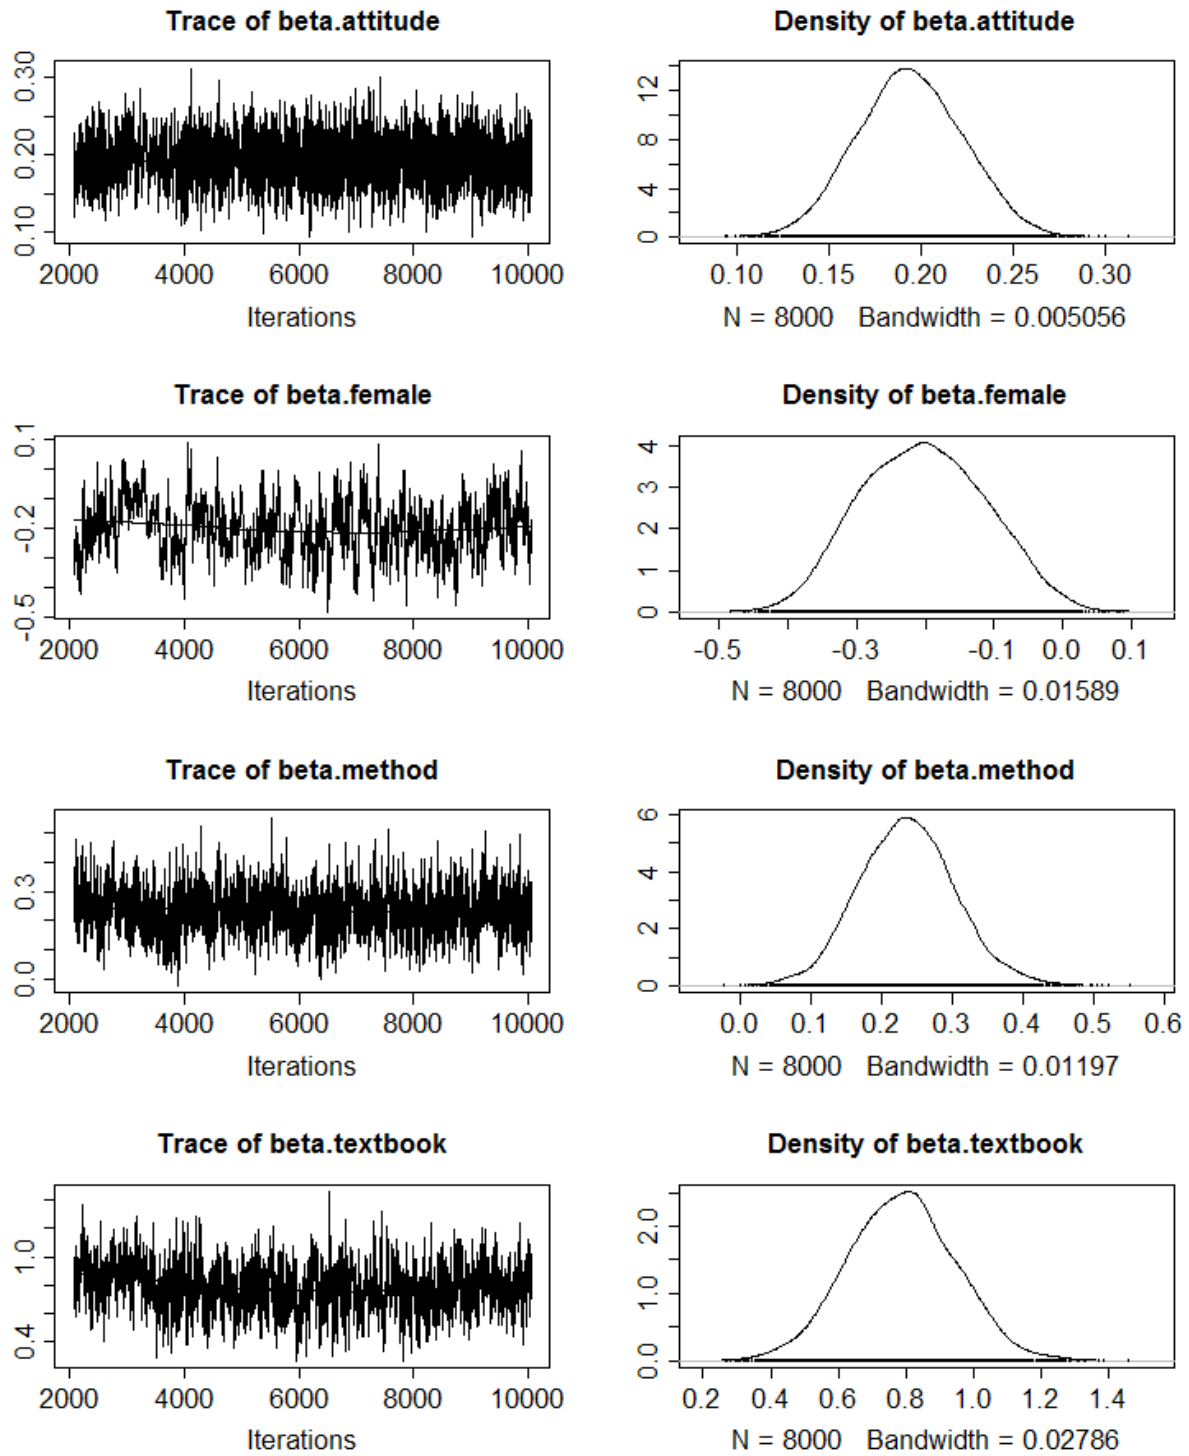 Trace of beta.attitude
0.10 0.20 0.30
2000 4000 6000 8000 10000
Iterations
Density of beta.attitude
0 4 8 12
0.10 0.15 0.20 0.25 0.30
N = 8000 Bandwidth = 0.005056
Trace of beta.female
-0.5 -0.2 0.1
2000 4000 6000 8000 10000
Iterations
Density of beta.female
0 1 2 3 4
-0.5 -0.3 -0.1 0.0 0.1
N = 8000 Bandwidth = 0.01589
Trace of beta.method
0.0 0.3
2000 4000 6000 8000 10000
Iterations
Density of beta.method
0 2 4 6
0.0 0.1 0.2 0.3 0.4 0.5 0.6
N = 8000 Bandwidth = 0.01197
Trace of beta.textbook
0.4 1.0
2000 4000 6000 8000 10000
Iterations
Density of beta.textbook
0.0 1.0 2.0
0.2 0.4 0.6 0.8 1.0 1.2 1.4
N = 8000 Bandwidth = 0.02786